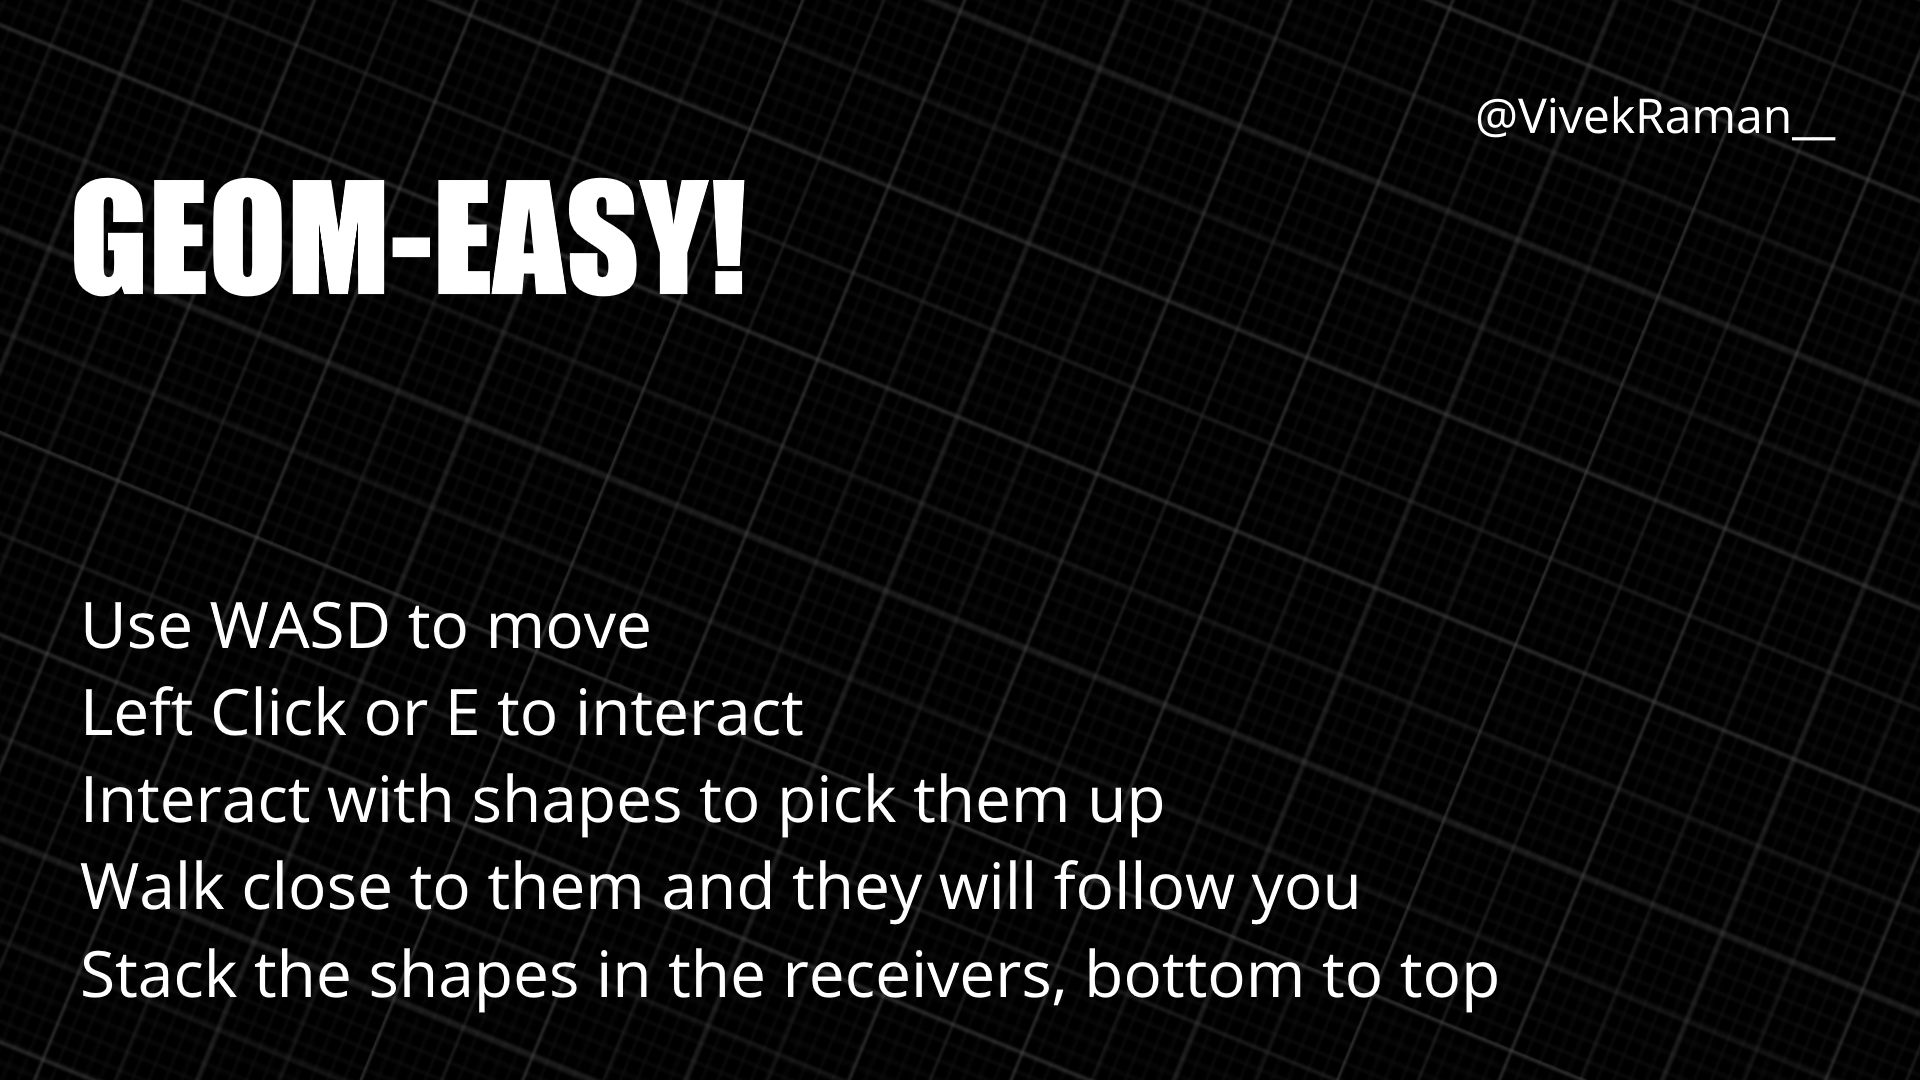 @VivekRaman__
GEOM-EASY!
Use WASD to move
Left Click or E to interact
Interact with shapes to pick them up
Walk close to them and they will follow you
Stack the shapes in the receivers, bottom to top